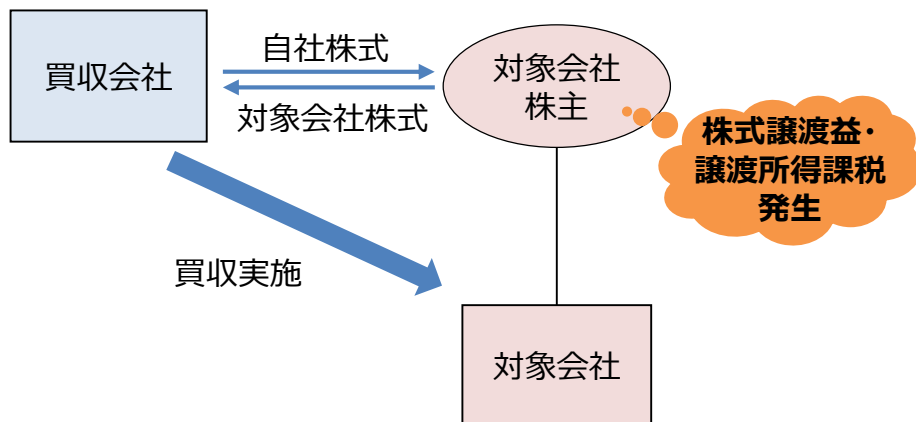 買収会社
自社株式
対象会社株式
対象会社
株主
株式譲渡益・
譲渡所得課税
発生
買収実施
対象会社